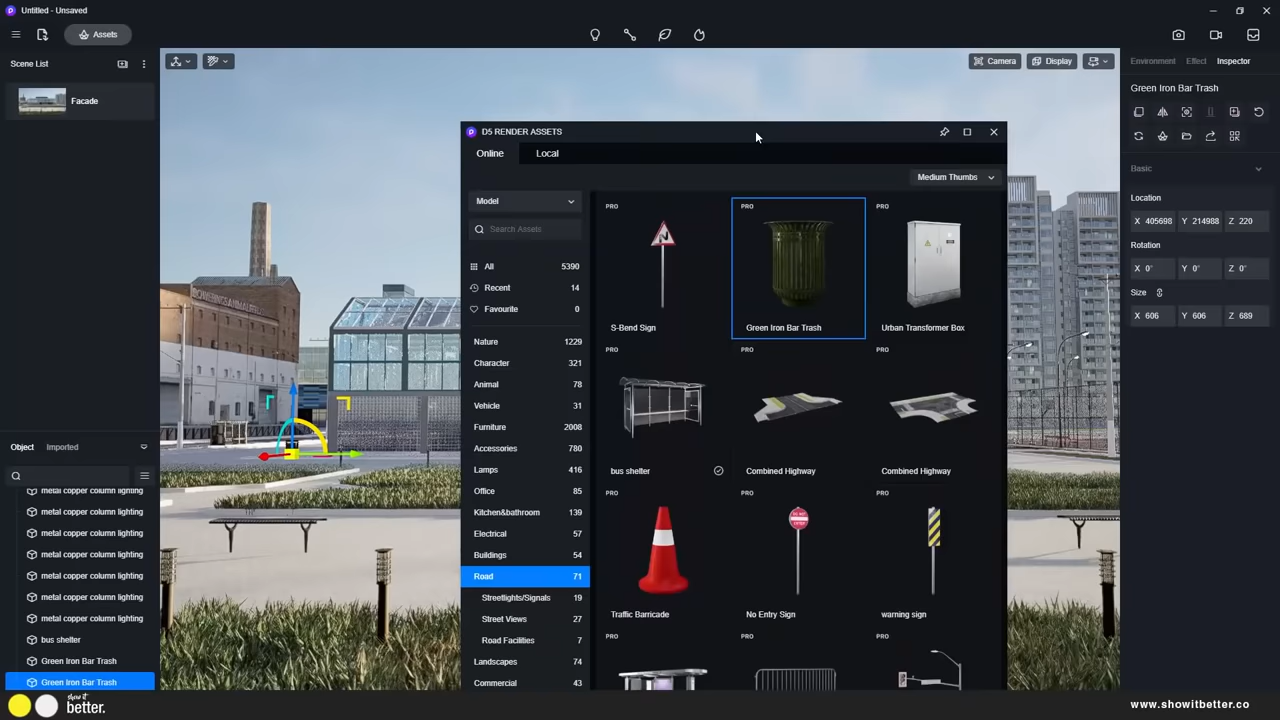 Untitled - Unsaved
Assets
Scene List
Facade
Camera
Display
Environment
Effect
Inspector
Green Iron Bar Trash
Basic
Location
X 405698 Y 214988 Z 220
Rotation
X 0° Y 0° Z 0°
Size
X 606 Y 606 Z 689
D5 RENDER ASSETS
Online
Local
Medium Thumbs
Model
Search Assets
All 5390
Recent 14
Favourite 0
Nature 1229
Character 321
Animal 78
Vehicle 31
Furniture 2008
Accessories 780
Lamps 416
Office 85
Kitchen&bathroom 139
Electrical 57
Buildings 54
Road 71
Streetlights/Signals 19
Street Views 27
Road Facilities 7
Landscapes 74
Commercial 43
PRO
S-Bend Sign
PRO
Green Iron Bar Trash
PRO
Urban Transformer Box
PRO
bus shelter
PRO
Combined Highway
PRO
Combined Highway
PRO
Traffic Barricade
PRO
No Entry Sign
PRO
warning sign
PRO
PRO
PRO
Object
Imported
metal copper column lighting
metal copper column lighting
metal copper column lighting
metal copper column lighting
metal copper column lighting
metal copper column lighting
metal copper column lighting
bus shelter
Green Iron Bar Trash
Green Iron Bar Trash
show it
better.
www.showitbetter.co